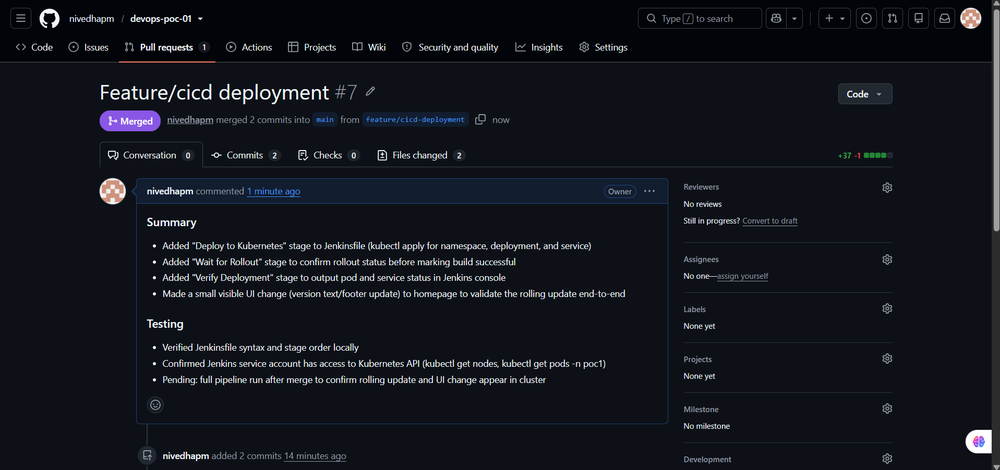 nivedhapm / devops-poc-01
Type / to search
Code Issues Pull requests 1 Actions Projects Wiki Security and quality Insights Settings
Feature/cicd deployment #7
Code
Merged nivedhapm merged 2 commits into main from feature/cicd-deployment now
Conversation 0 Commits 2 Checks 0 Files changed 2
+37 -1
nivedhapm commented 1 minute ago
Owner
Summary
• Added "Deploy to Kubernetes" stage to Jenkinsfile (kubectl apply for namespace, deployment, and service)
• Added "Wait for Rollout" stage to confirm rollout status before marking build successful
• Added "Verify Deployment" stage to output pod and service status in Jenkins console
• Made a small visible UI change (version text/footer update) to homepage to validate the rolling update end-to-end
Testing
• Verified Jenkinsfile syntax and stage order locally
• Confirmed Jenkins service account has access to Kubernetes API (kubectl get nodes, kubectl get pods -n poc1)
• Pending: full pipeline run after merge to confirm rolling update and UI change appear in cluster
nivedhapm added 2 commits 14 minutes ago
Reviewers
No reviews
Still in progress? Convert to draft
Assignees
No one—assign yourself
Labels
None yet
Projects
None yet
Milestone
No milestone
Development